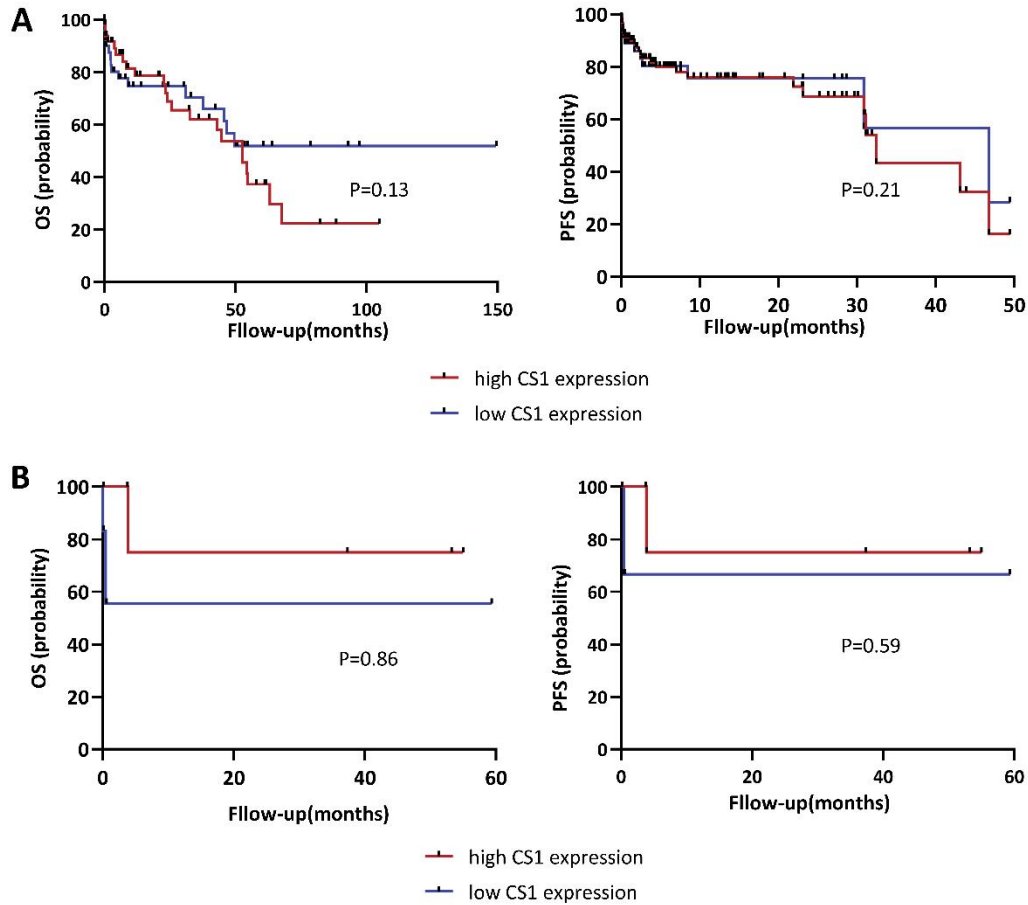 A
OS (probability)
100
80
60
40
20
0
P=0.13
0 50 100 150
Fllow-up(months)
PFS (probability)
100
80
60
40
20
0
P=0.21
0 10 20 30 40 50
Fllow-up(months)
high CS1 expression
low CS1 expression
B
OS (probability)
100
80
60
40
20
0
P=0.86
0 20 40 60
Fllow-up(months)
PFS (probability)
100
80
60
40
20
0
P=0.59
0 20 40 60
Fllow-up(months)
high CS1 expression
low CS1 expression